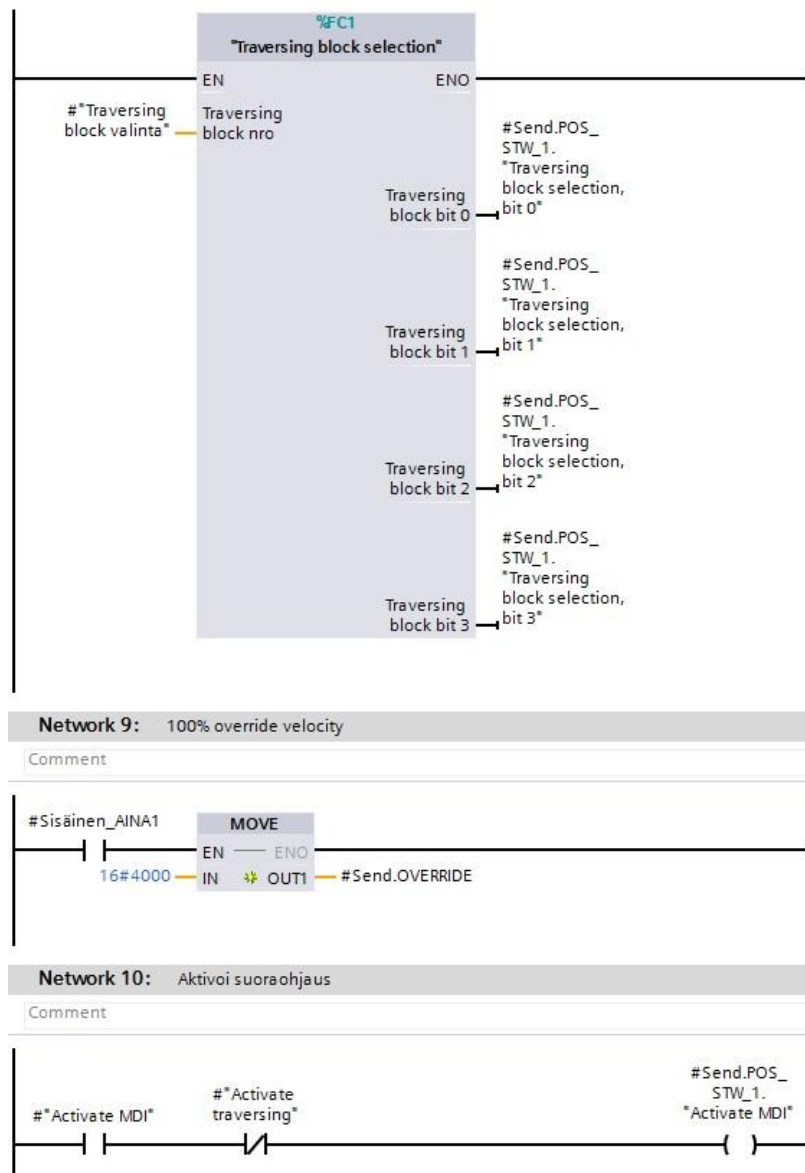 %FC1
"Traversing block selection"
EN ENO
#"Traversing
block valinta"
Traversing
block nro
#Send.POS_
STW_1.
"Traversing
block selection,
bit 0"
Traversing
block bit 0
#Send.POS_
STW_1.
"Traversing
block selection,
bit 1"
Traversing
block bit 1
#Send.POS_
STW_1.
"Traversing
block selection,
bit 2"
Traversing
block bit 2
#Send.POS_
STW_1.
"Traversing
block selection,
bit 3"
Traversing
block bit 3
Network 9: 100% override velocity
Comment
#Sisäinen_AINA1
MOVE
EN ENO
16#4000 IN OUT1 #Send.OVERRIDE
Network 10: Aktivoi suoraohjaus
Comment
#"Activate MDI"
#"Activate
traversing"
#Send.POS_
STW_1.
"Activate MDI"